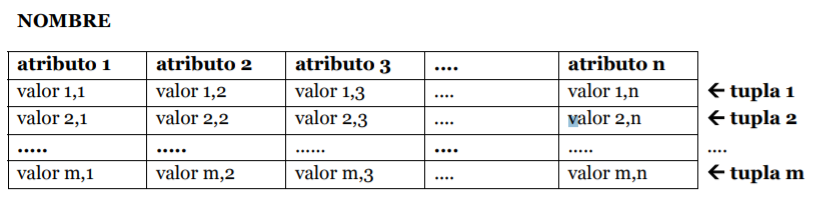 NOMBRE
atributo 1 atributo 2 atributo 3 .... atributo n
valor 1,1 valor 1,2 valor 1,3 .... valor 1,n ← tupla 1
valor 2,1 valor 2,2 valor 2,3 .... valor 2,n ← tupla 2
..... ..... ...... .... ..... ....
valor m,1 valor m,2 valor m,3 .... valor m,n ← tupla m